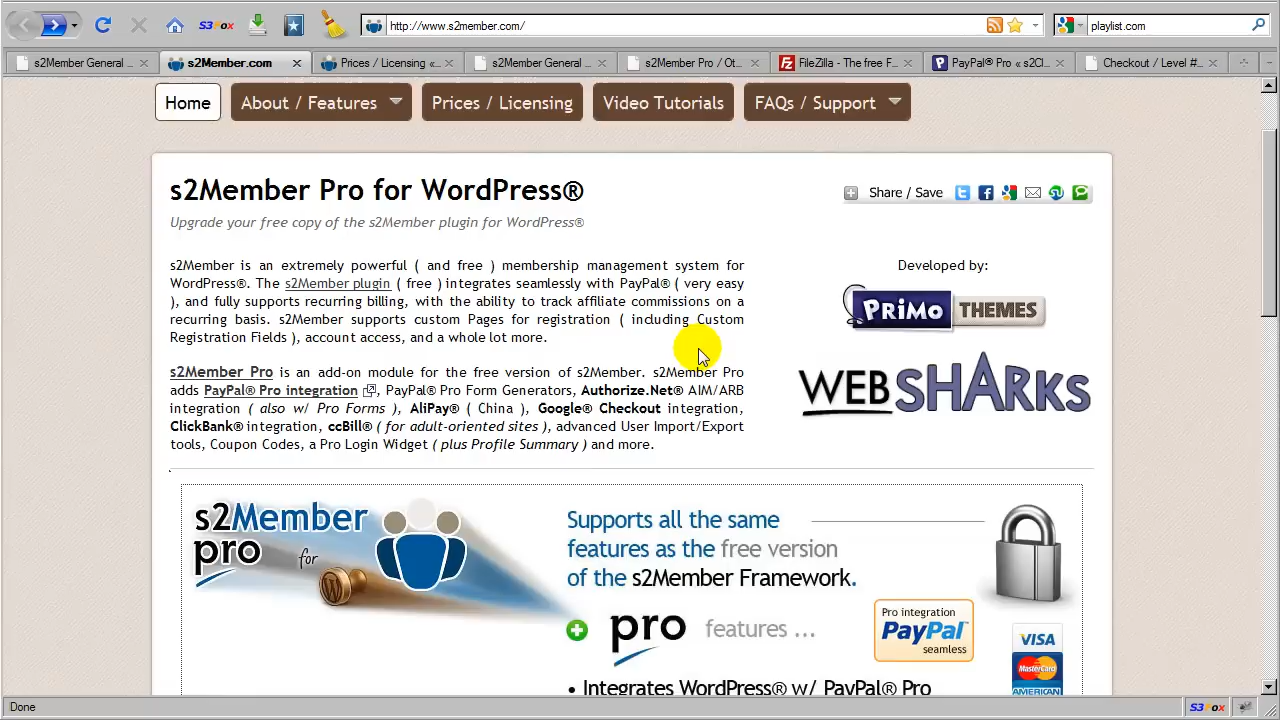 S3Fox
http://www.s2member.com/
playlist.com
s2Member General ...
s2Member.com
Prices / Licensing «...
s2Member General ...
s2Member Pro / Ot...
FileZilla - The free F...
PayPal® Pro « s2Cl...
Checkout / Level #...
Home
About / Features
Prices / Licensing
Video Tutorials
FAQs / Support
s2Member Pro for WordPress®
Share / Save
Upgrade your free copy of the s2Member plugin for WordPress®
s2Member is an extremely powerful ( and free ) membership management system for
WordPress®. The s2Member plugin ( free ) integrates seamlessly with PayPal® ( very easy
), and fully supports recurring billing, with the ability to track affiliate commissions on a
recurring basis. s2Member supports custom Pages for registration ( including Custom
Registration Fields ), account access, and a whole lot more.
Developed by:
PRiMO THEMES
WEBSHARKS
s2Member Pro is an add-on module for the free version of s2Member. s2Member Pro
adds PayPal® Pro integration , PayPal® Pro Form Generators, Authorize.Net® AIM/ARB
integration ( also w/ Pro Forms ), AliPay® ( China ), Google® Checkout integration,
ClickBank® integration, ccBill® ( for adult-oriented sites ), advanced User Import/Export
tools, Coupon Codes, a Pro Login Widget ( plus Profile Summary ) and more.
s2Member
pro for
Supports all the same
features as the free version
of the s2Member Framework.
pro features ...
Pro integration
PayPal
seamless
VISA
MasterCard
AMERICAN
• Integrates WordPress® w/ PayPal® Pro
Done
S3Fox